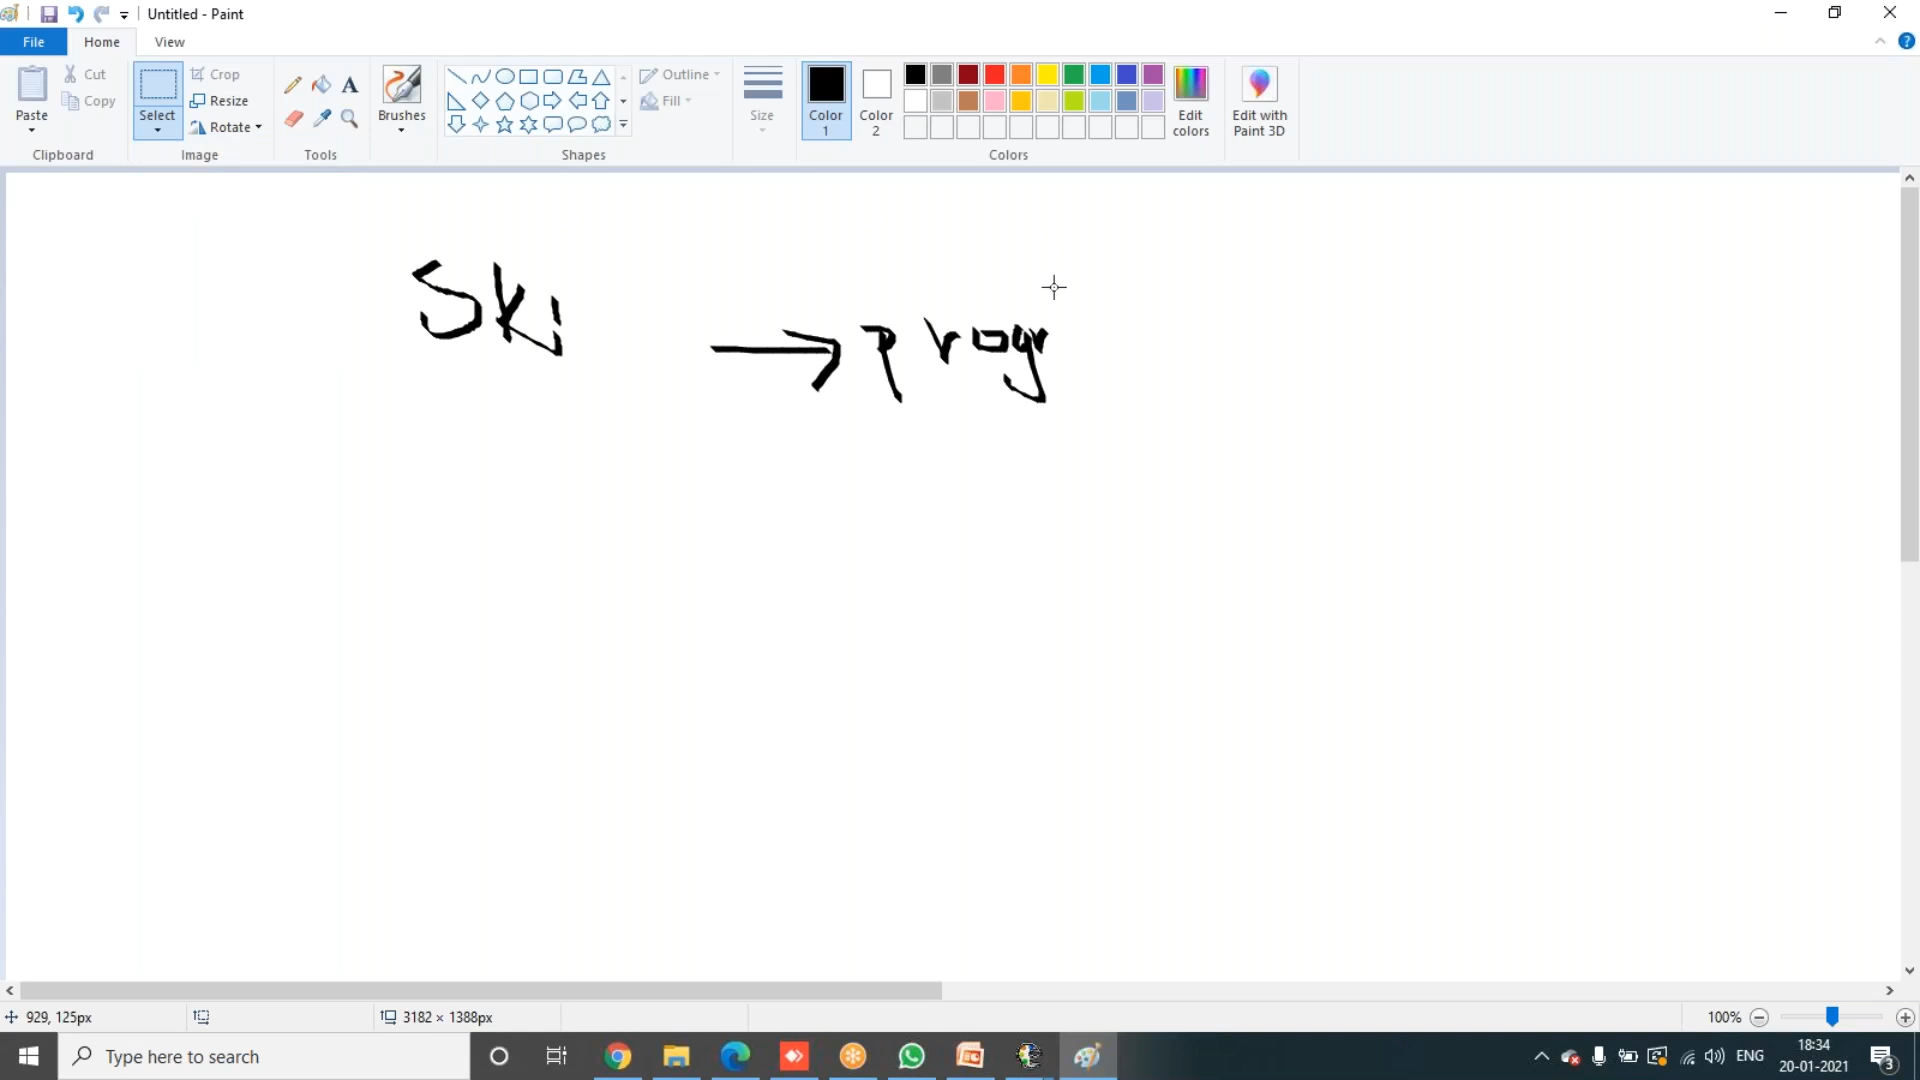 Untitled - Paint
File Home View
Paste Cut Copy Select Crop Resize Rotate Brushes Outline Fill Size Color 1 Color 2 Edit colors Edit with Paint 3D
Clipboard Image Tools Shapes Colors
Ski
progr
929, 125px 3182 × 1388px 100%
Type here to search ENG 18:34
20-01-2021 3